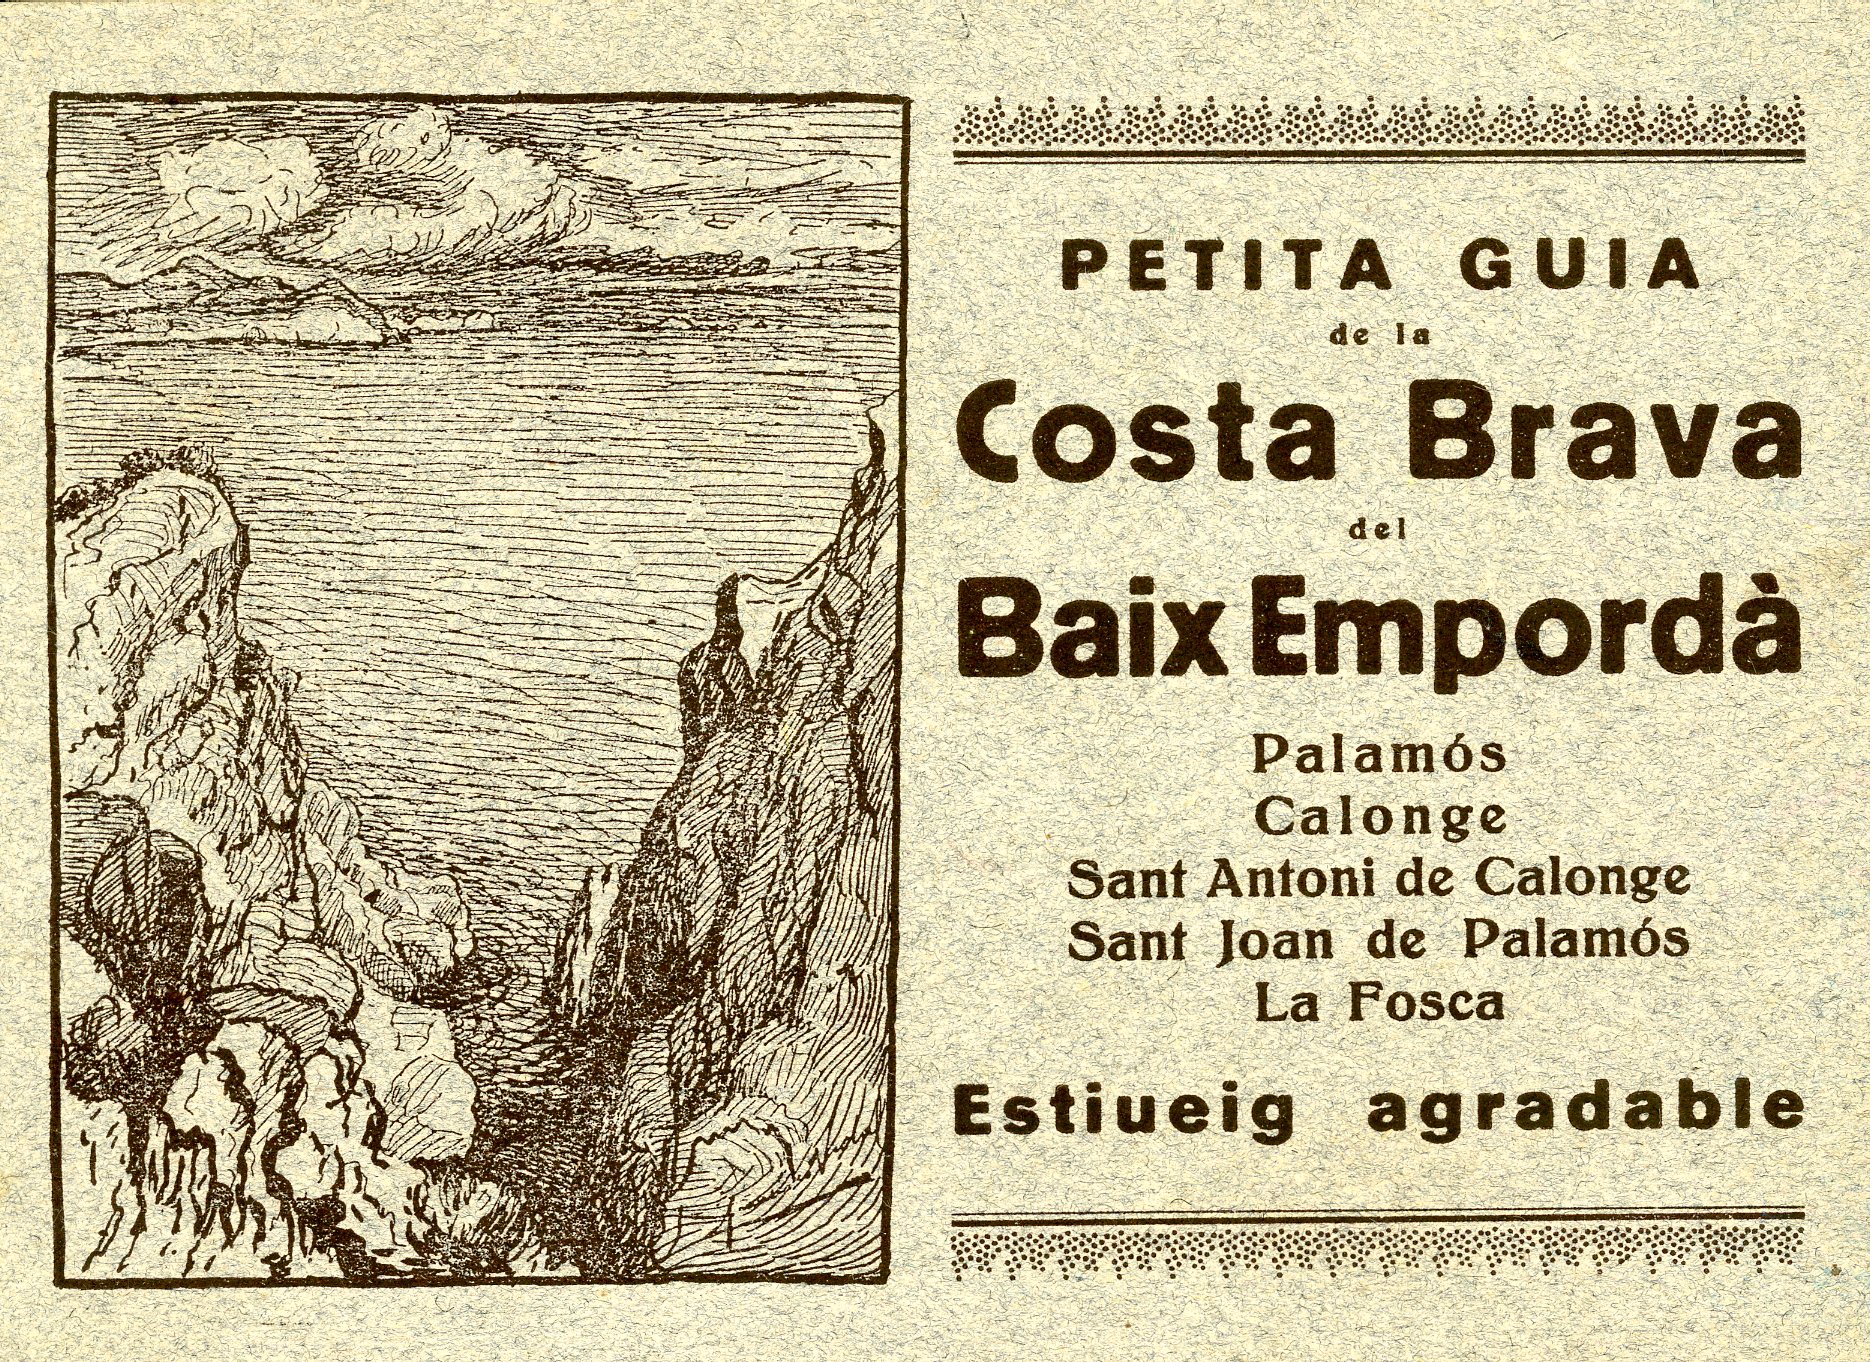 PETITA GUIA
de la
Costa Brava
del
Baix Empordà
Palamós
Calonge
Sant Antoni de Calonge
Sant Joan de Palamós
La Fosca
Estiueig agradable